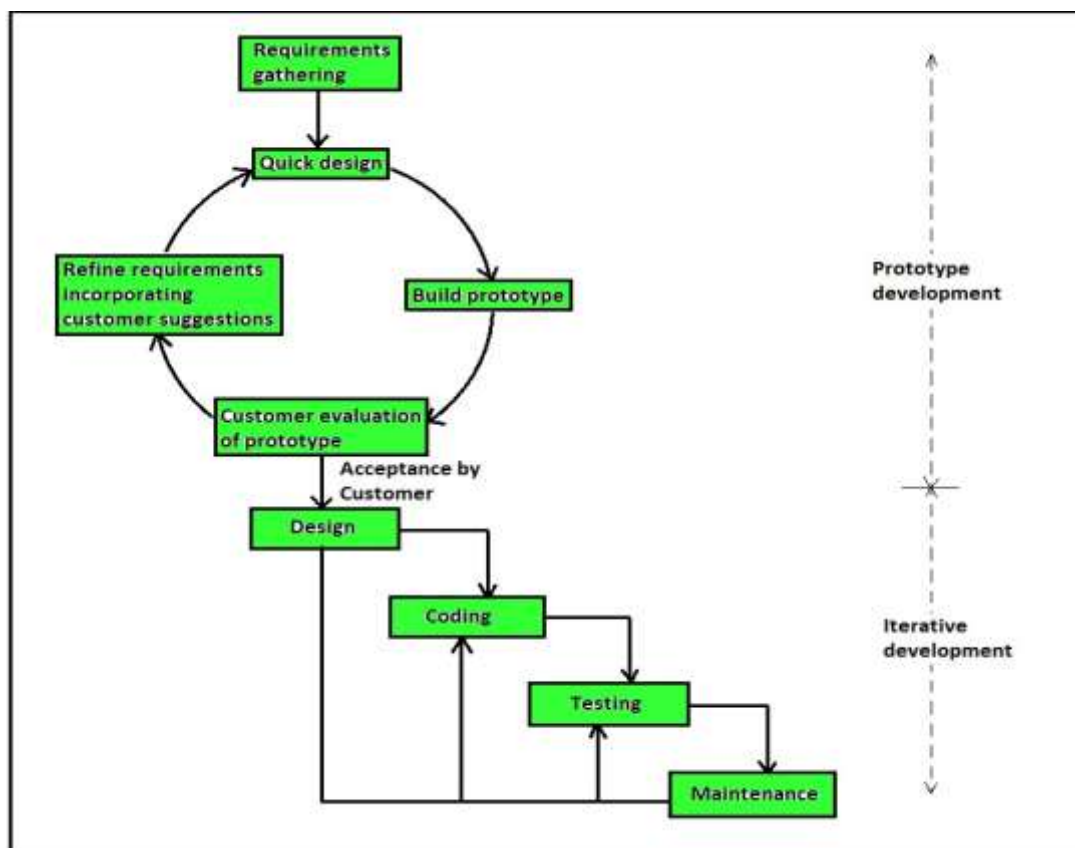 Requirements
gathering
Quick design
Refine requirements
incorporating
customer suggestions
Build prototype
Prototype
development
Customer evaluation
of prototype
Acceptance by
Customer
Design
Coding
Iterative
development
Testing
Maintenance